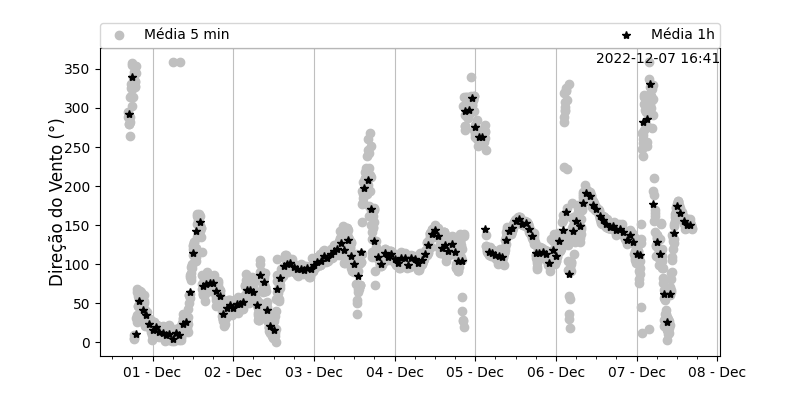 Média 5 min
Média 1h
2022-12-07 16:41
Direção do Vento (°)
350
300
250
200
150
100
50
0
01 - Dec
02 - Dec
03 - Dec
04 - Dec
05 - Dec
06 - Dec
07 - Dec
08 - Dec